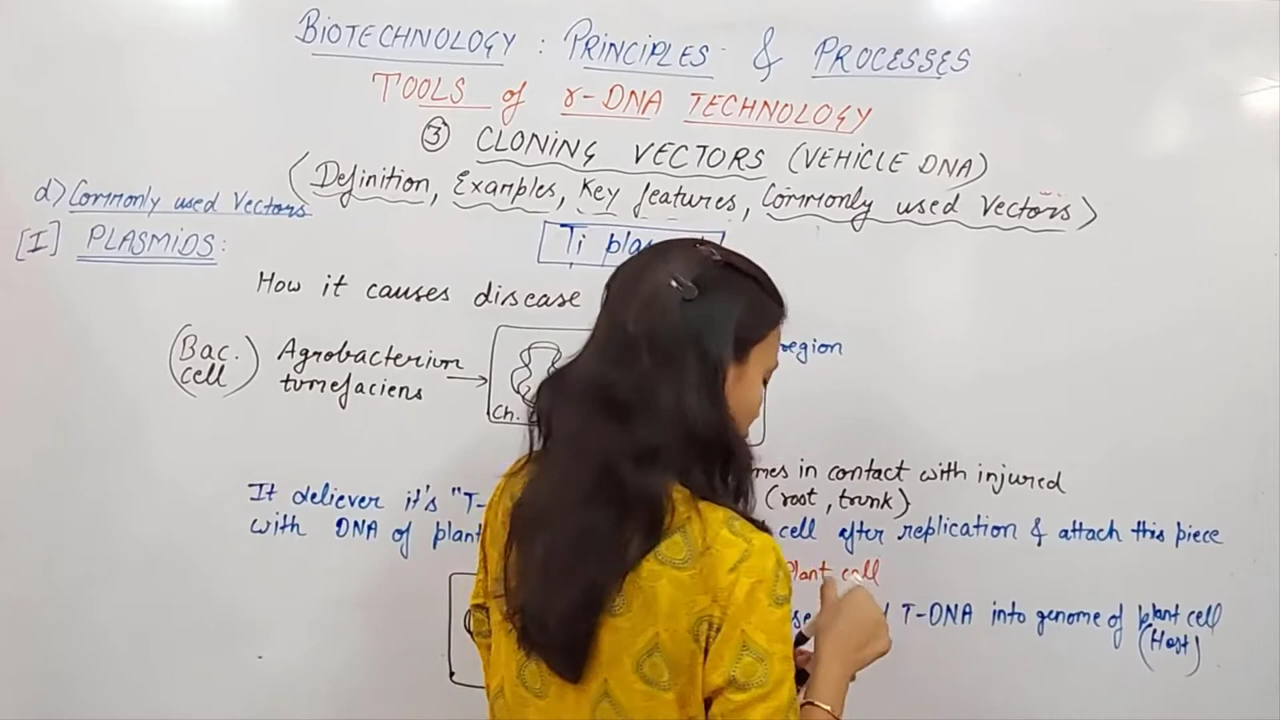 BIOTECHNOLOGY : PRINCIPLES & PROCESSES
TOOLS of r-DNA TECHNOLOGY
③ CLONING VECTORS (VEHICLE DNA)
(Definition, Examples, Key features, Commonly used Vectors)
d) Commonly used Vectors
[I] PLASMIDS:
Ti
How it causes disease
region
(Bac. cell) Agrobacterium
tumefaciens
Ch.
in contact with injured
(root, trunk)
It deliever it's "T-
cell after replication & attach this piece
with DNA of plant
Plant cell
T-DNA into genome of plant cell
(Host)